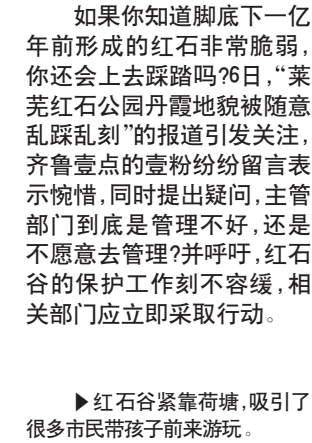 如果你知道脚底下一亿
年前形成的红石非常脆弱，
你还会上去踩踏吗?6日，“莱
芜红石公园丹霞地貌被随意
乱踩乱刻”的报道引发关注，
齐鲁壹点的壹粉纷纷留言表
示惋惜，同时提出疑问，主管
部门到底是管理不好，还是
不愿意去管理?并呼吁，红石
谷的保护工作刻不容缓，相
关部门应立即采取行动。
▶红石谷紧靠荷塘，吸引了
很多市民带孩子前来游玩。